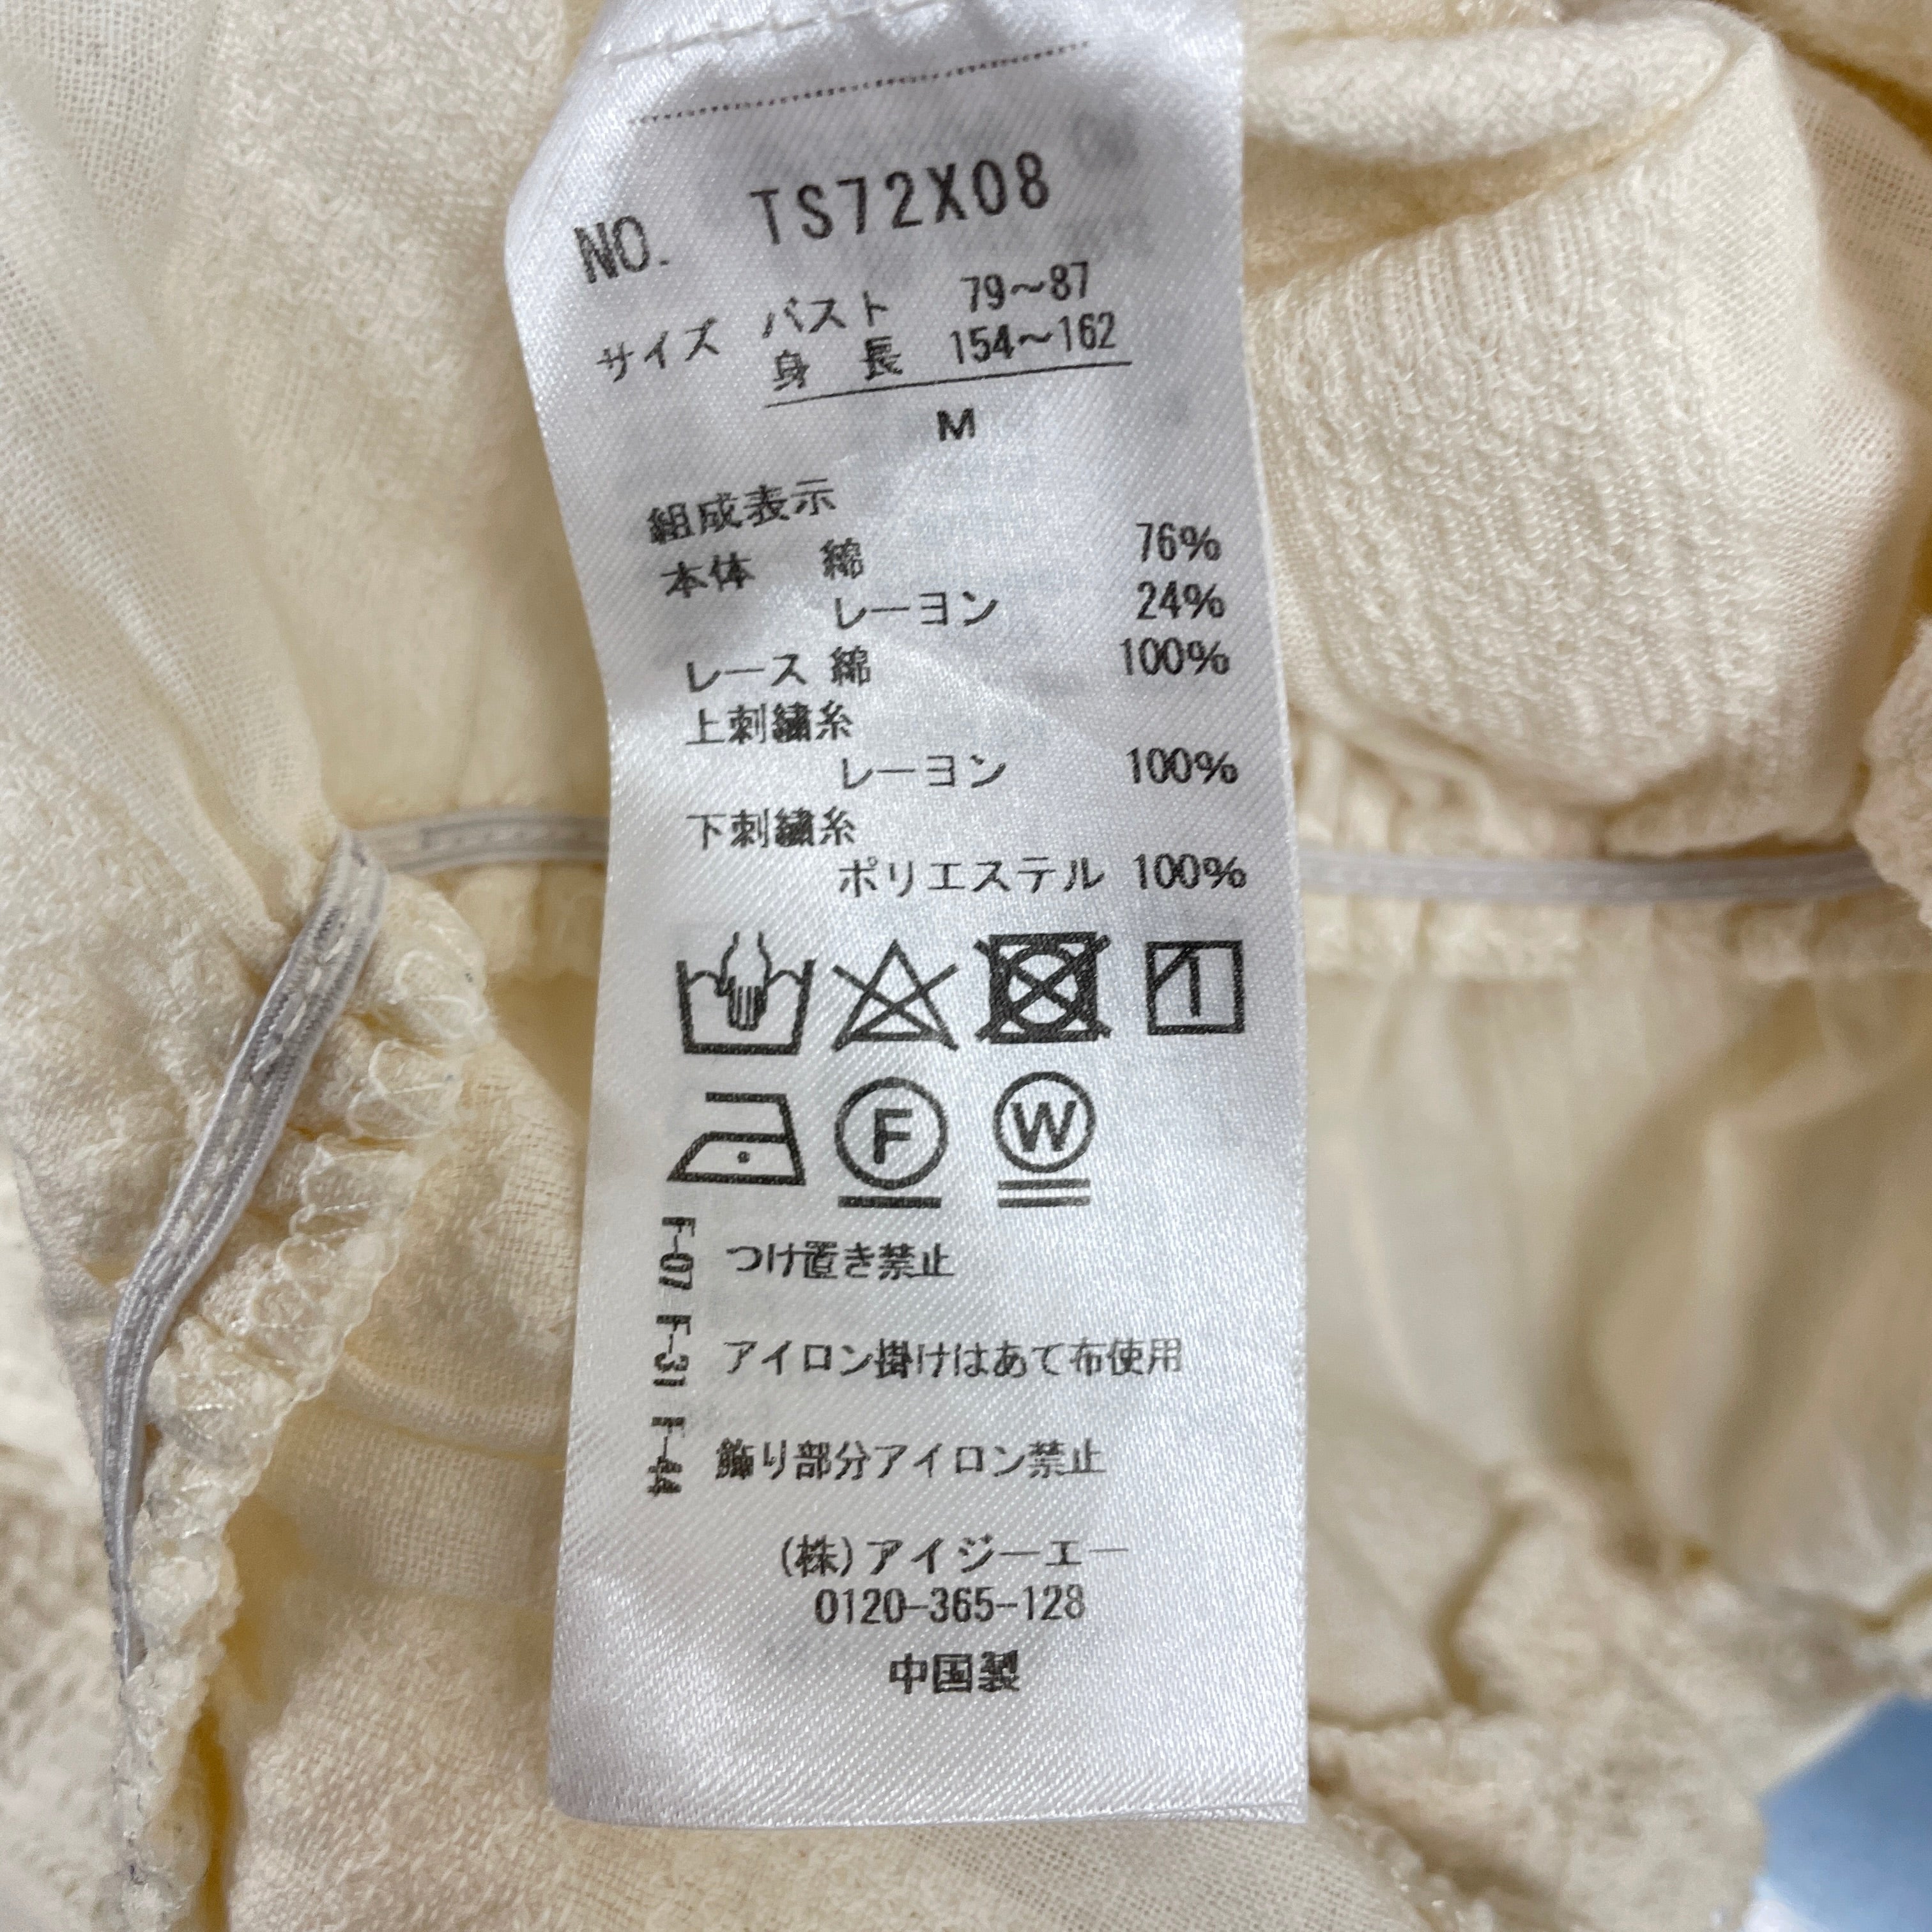 NO. TS72X08
サイズ バスト 79〜87
身長 154〜162
M
組成表示
本体 綿 76%
レーヨン 24%
レース 綿 100%
上刺繍糸
レーヨン 100%
下刺繍糸
ポリエステル 100%
F
W
F-07 つけ置き禁止
F-31 アイロン掛けはあて布使用
F-44 飾り部分アイロン禁止
(株)アイジーエー
0120-365-128
中国製